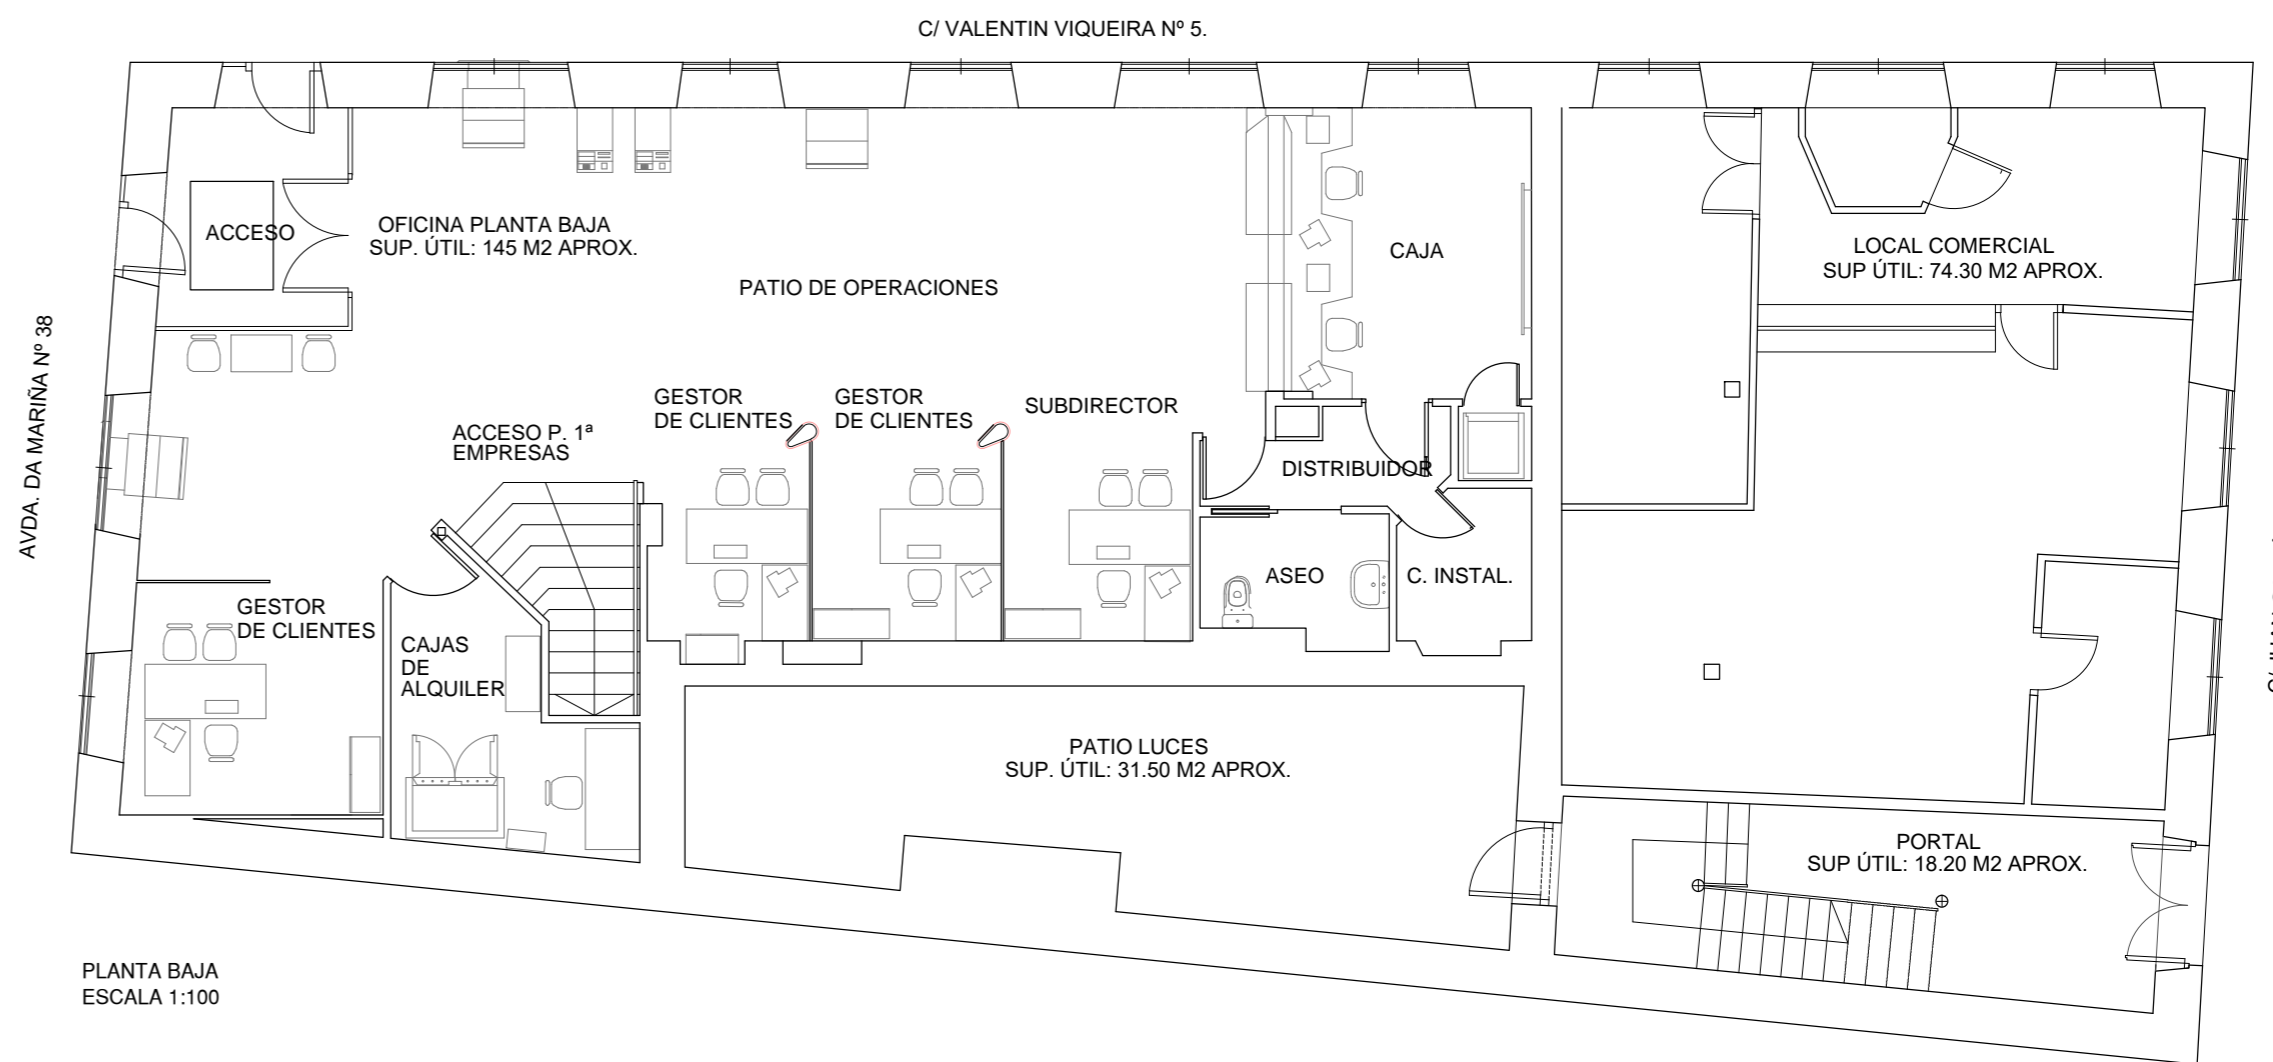 C/ VALENTIN VIQUEIRA Nº 5.
ACCESO
OFICINA PLANTA BAJA
SUP. ÚTIL: 145 M2 APROX.
PATIO DE OPERACIONES
CAJA
LOCAL COMERCIAL
SUP ÚTIL: 74.30 M2 APROX.
AVDA. DA MARIÑA Nº 38
ACCESO P. 1ª
EMPRESAS
GESTOR
DE CLIENTES
GESTOR
DE CLIENTES
SUBDIRECTOR
DISTRIBUIDOR
ASEO
C. INSTAL.
GESTOR
DE CLIENTES
CAJAS
DE
ALQUILER
PATIO LUCES
SUP. ÚTIL: 31.50 M2 APROX.
PORTAL
SUP ÚTIL: 18.20 M2 APROX.
PLANTA BAJA
ESCALA 1:100